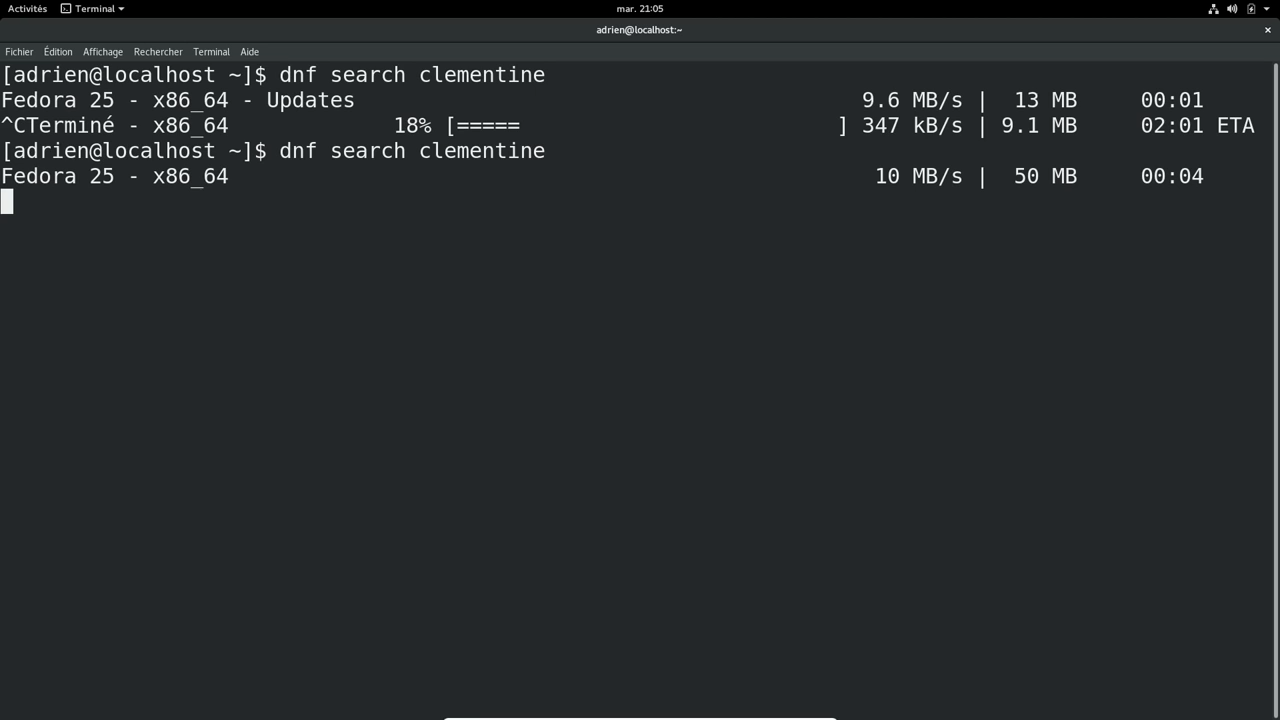 Activités Terminal mar. 21:05
adrien@localhost:~ ×
Fichier Édition Affichage Rechercher Terminal Aide
[adrien@localhost ~]$ dnf search clementine
Fedora 25 - x86_64 - Updates 9.6 MB/s | 13 MB 00:01
^CTerminé - x86_64 18% [===== ] 347 kB/s | 9.1 MB 02:01 ETA
[adrien@localhost ~]$ dnf search clementine
Fedora 25 - x86_64 10 MB/s | 50 MB 00:04